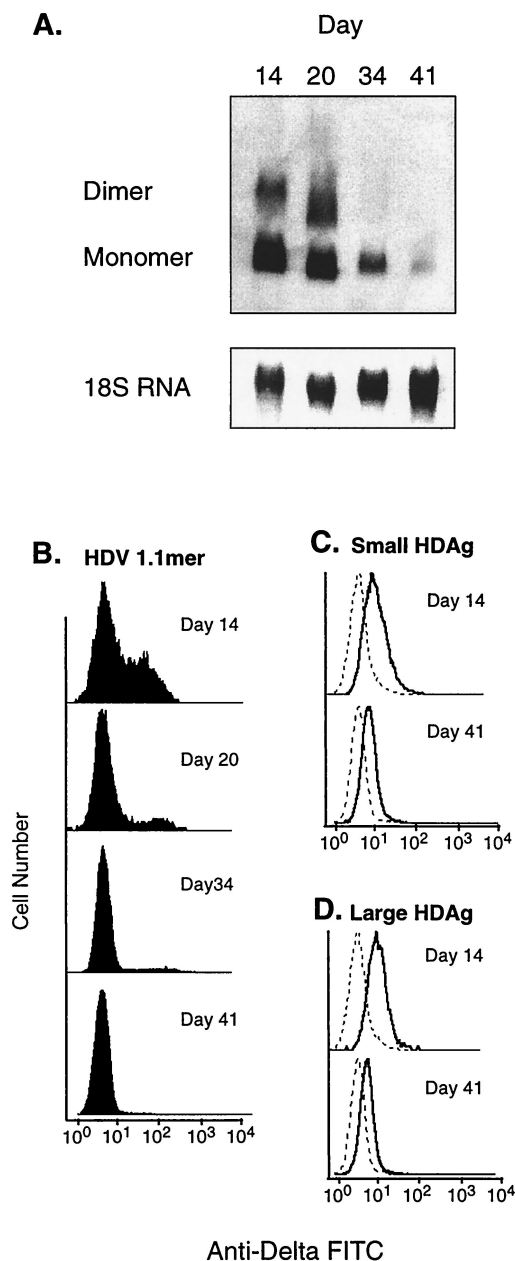 A.
Day
14 20 34 41
Dimer
Monomer
18S RNA
B. HDV 1.1mer
Day 14
Day 20
Day34
Day 41
Cell Number
10⁰ 10¹ 10² 10³ 10⁴
C. Small HDAg
Day 14
Day 41
10⁰ 10¹ 10² 10³ 10⁴
D. Large HDAg
Day 14
Day 41
10⁰ 10¹ 10² 10³ 10⁴
Anti-Delta FITC